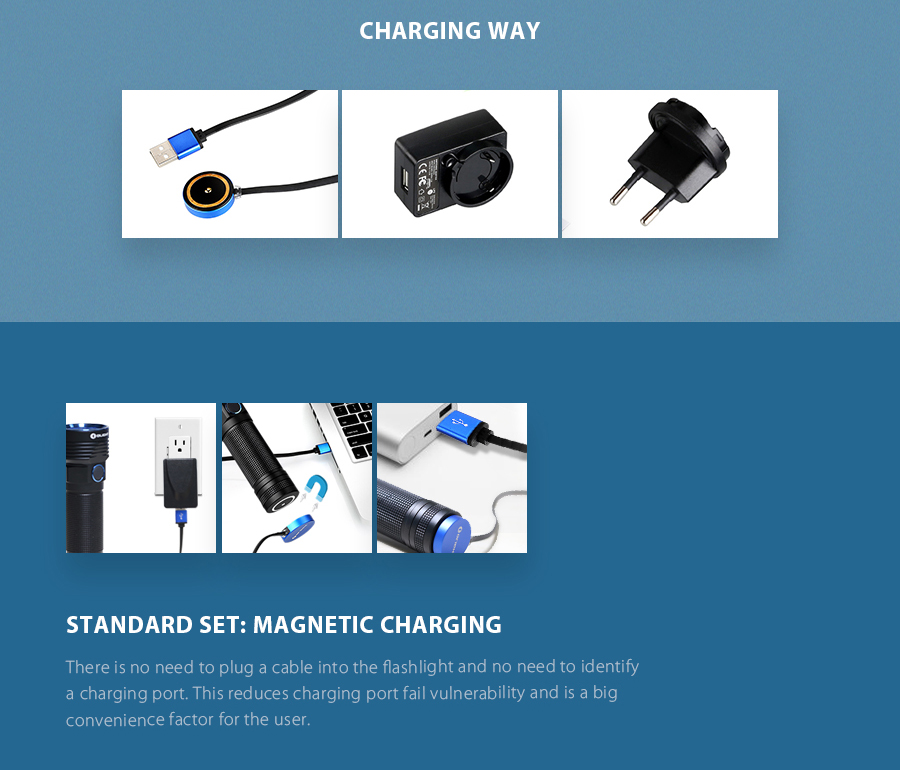 CHARGING WAY
STANDARD SET: MAGNETIC CHARGING
There is no need to plug a cable into the flashlight and no need to identify
a charging port. This reduces charging port fail vulnerability and is a big
convenience factor for the user.